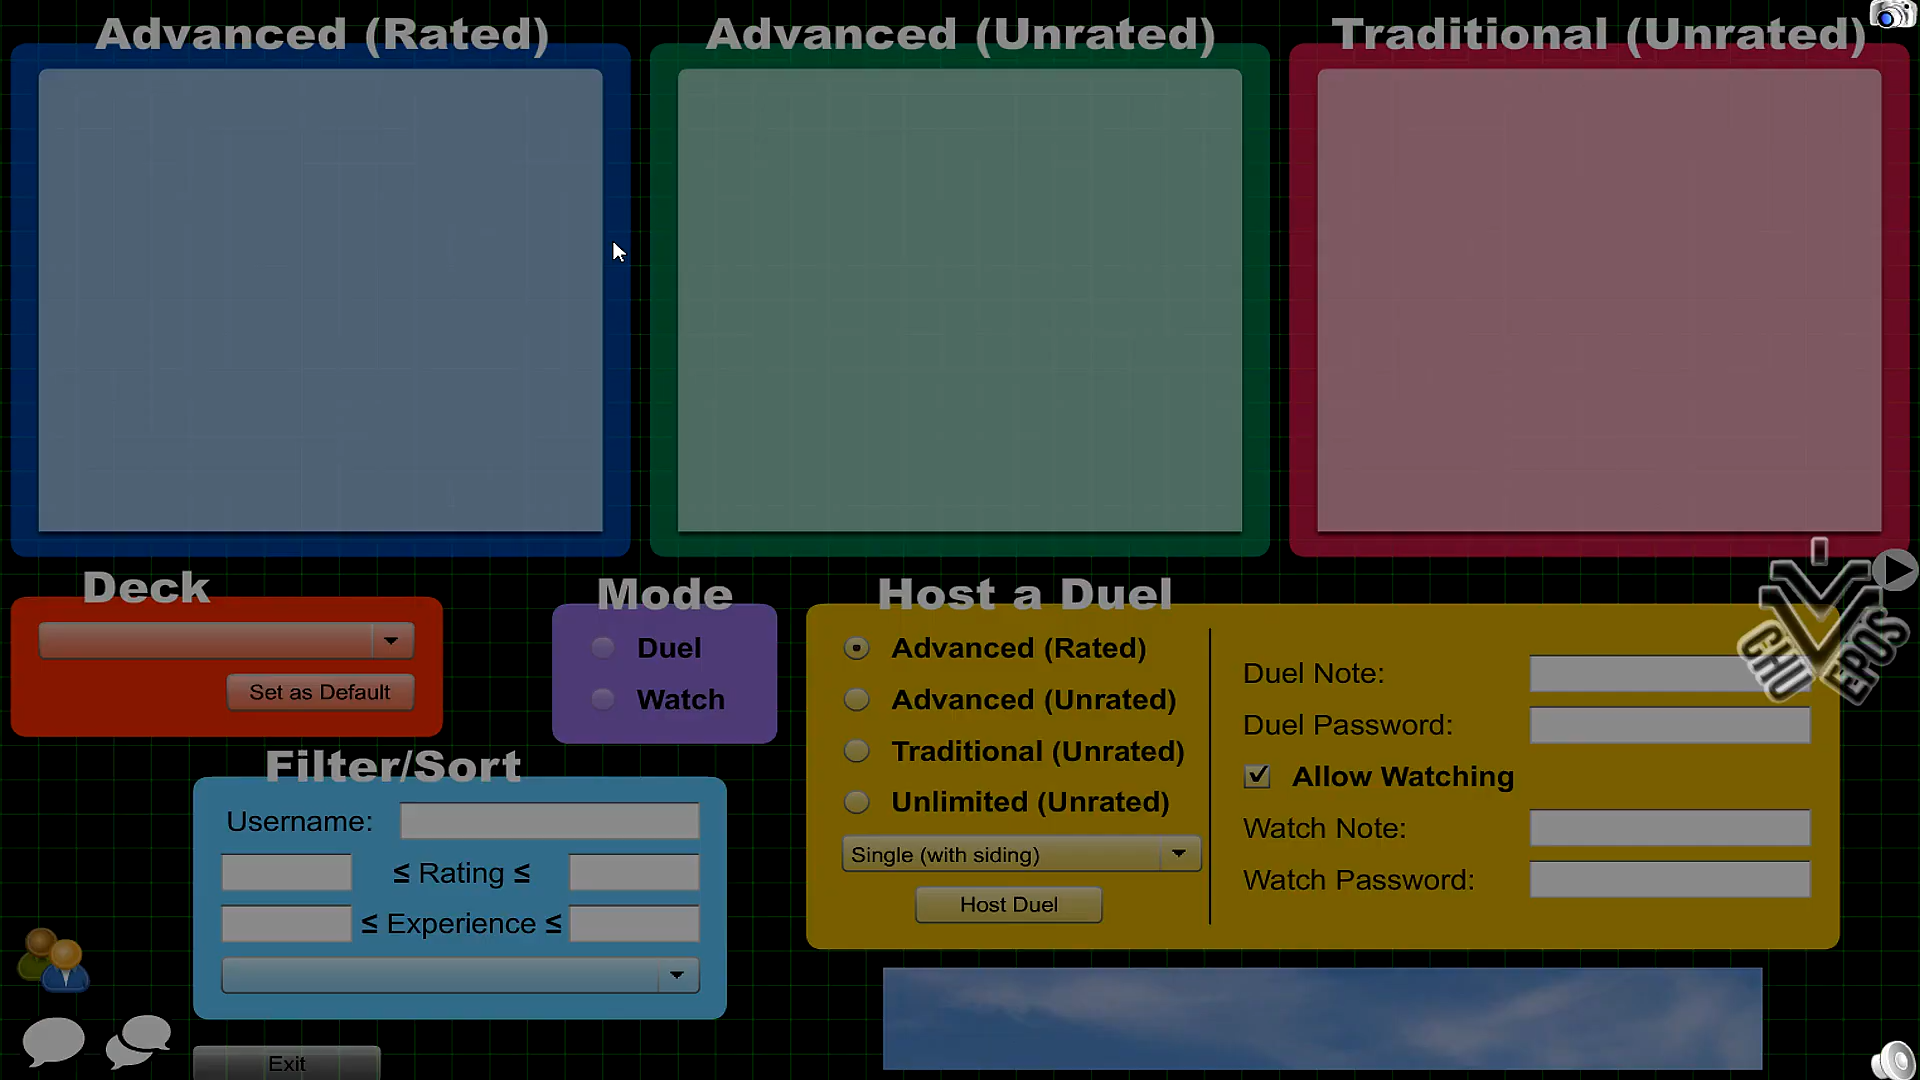 Advanced (Rated)
Advanced (Unrated)
Traditional (Unrated)
Deck
Set as Default
Mode
Duel
Watch
Host a Duel
Advanced (Rated)
Advanced (Unrated)
Traditional (Unrated)
Unlimited (Unrated)
Single (with siding)
Host Duel
Duel Note:
Duel Password:
Allow Watching
Watch Note:
Watch Password:
Filter/Sort
Username:
≤ Rating ≤
≤ Experience ≤
Exit
CHU
EPOS